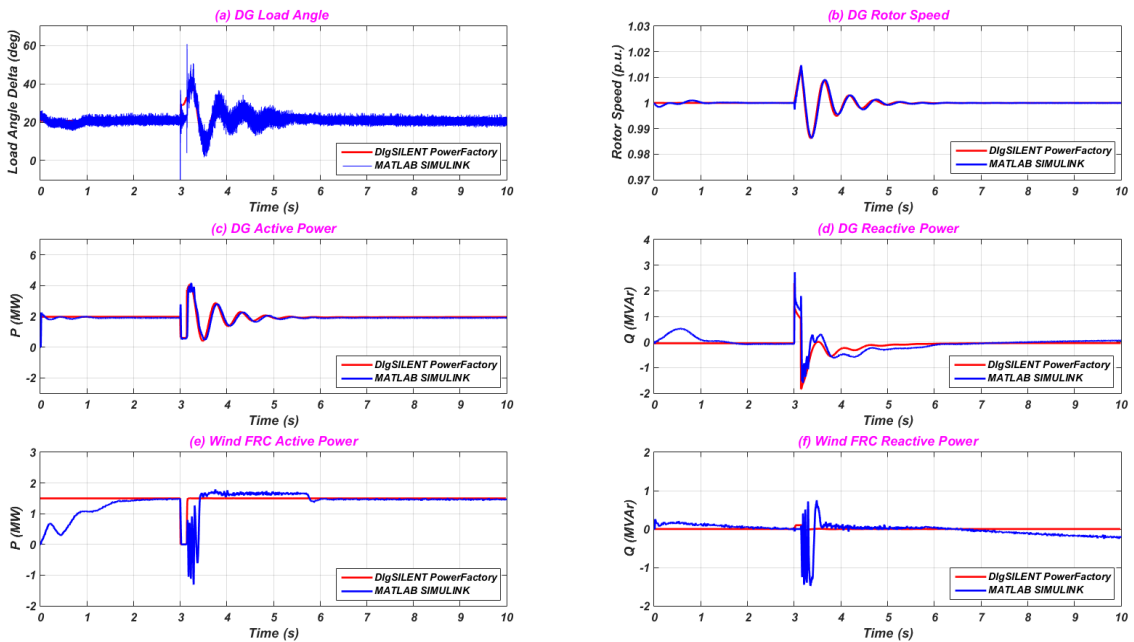 (a) DG Load Angle
Load Angle Delta (deg)
60
40
20
0
DIgSILENT PowerFactory
MATLAB SIMULINK
0 1 2 3 4 5 6 7 8 9 10
Time (s)
(b) DG Rotor Speed
Rotor Speed (p.u.)
1.03
1.02
1.01
1
0.99
0.98
0.97
DIgSILENT PowerFactory
MATLAB SIMULINK
0 1 2 3 4 5 6 7 8 9 10
Time (s)
(c) DG Active Power
P (MW)
6
4
2
0
-2
DIgSILENT PowerFactory
MATLAB SIMULINK
0 1 2 3 4 5 6 7 8 9 10
Time (s)
(d) DG Reactive Power
Q (MVAr)
4
3
2
1
0
-1
-2
DIgSILENT PowerFactory
MATLAB SIMULINK
0 1 2 3 4 5 6 7 8 9 10
Time (s)
(e) Wind FRC Active Power
P (MW)
3
2
1
0
-1
-2
DIgSILENT PowerFactory
MATLAB SIMULINK
0 1 2 3 4 5 6 7 8 9 10
Time (s)
(f) Wind FRC Reactive Power
Q (MVAr)
2
1
0
-1
-2
DIgSILENT PowerFactory
MATLAB SIMULINK
0 1 2 3 4 5 6 7 8 9 10
Time (s)